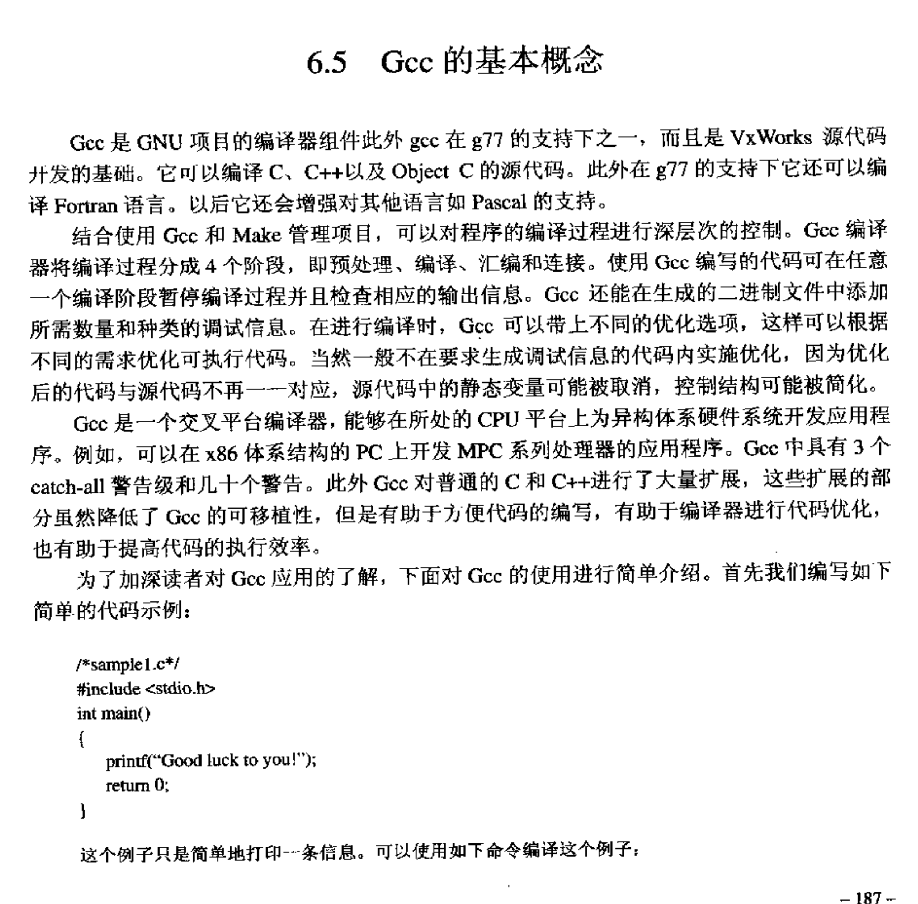 6.5 Gcc 的基本概念
Gcc 是 GNU 项目的编译器组件此外 gcc 在 g77 的支持下之一，而且是 VxWorks 源代码
开发的基础。它可以编译 C、C++以及 Object C 的源代码。此外在 g77 的支持下它还可以编
译 Fortran 语言。以后它还会增强对其他语言如 Pascal 的支持。
结合使用 Gcc 和 Make 管理项目，可以对程序的编译过程进行深层次的控制。Gcc 编译
器将编译过程分成 4 个阶段，即预处理、编译、汇编和连接。使用 Gcc 编写的代码可在任意
一个编译阶段暂停编译过程并且检查相应的输出信息。Gcc 还能在生成的二进制文件中添加
所需数量和种类的调试信息。在进行编译时，Gcc 可以带上不同的优化选项，这样可以根据
不同的需求优化可执行代码。当然一般不在要求生成调试信息的代码内实施优化，因为优化
后的代码与源代码不再一一对应，源代码中的静态变量可能被取消，控制结构可能被简化。
Gcc 是一个交叉平台编译器，能够在所处的 CPU 平台上为异构体系硬件系统开发应用程
序。例如，可以在 x86 体系结构的 PC 上开发 MPC 系列处理器的应用程序。Gcc 中具有 3 个
catch-all 警告级和几十个警告。此外 Gcc 对普通的 C 和 C++进行了大量扩展，这些扩展的部
分虽然降低了 Gcc 的可移植性，但是有助于方便代码的编写，有助于编译器进行代码优化，
也有助于提高代码的执行效率。
为了加深读者对 Gcc 应用的了解，下面对 Gcc 的使用进行简单介绍。首先我们编写如下
简单的代码示例：
/*sample1.c*/
#include <stdio.h>
int main()
{
printf(“Good luck to you!”);
return 0;
}
这个例子只是简单地打印一条信息。可以使用如下命令编译这个例子：
– 187 –